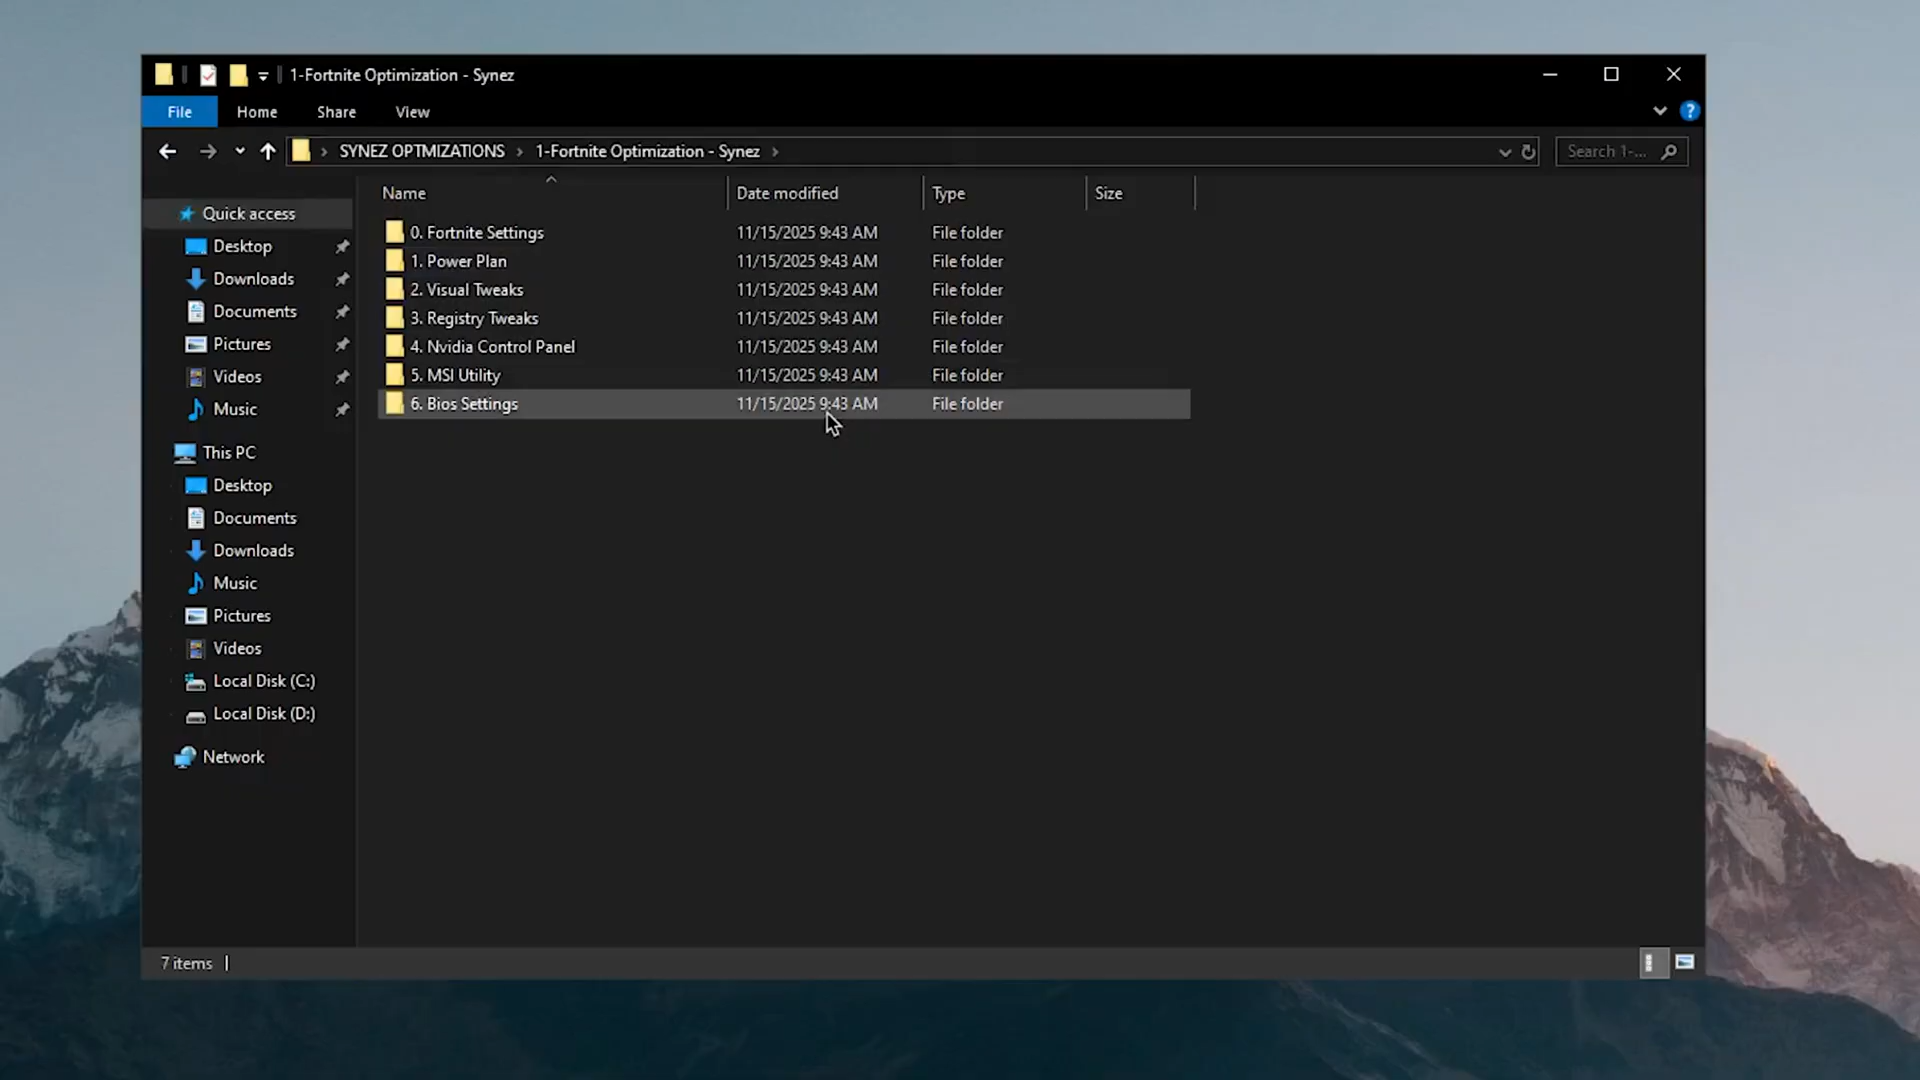 1-Fortnite Optimization - Synez
File Home Share View
SYNEZ OPTMIZATIONS > 1-Fortnite Optimization - Synez >
Search 1-...
Name Date modified Type Size
Quick access
Desktop
Downloads
Documents
Pictures
Videos
Music
This PC
Desktop
Documents
Downloads
Music
Pictures
Videos
Local Disk (C:)
Local Disk (D:)
Network
0. Fortnite Settings 11/15/2025 9:43 AM File folder
1. Power Plan 11/15/2025 9:43 AM File folder
2. Visual Tweaks 11/15/2025 9:43 AM File folder
3. Registry Tweaks 11/15/2025 9:43 AM File folder
4. Nvidia Control Panel 11/15/2025 9:43 AM File folder
5. MSI Utility 11/15/2025 9:43 AM File folder
6. Bios Settings 11/15/2025 9:43 AM File folder
7 items